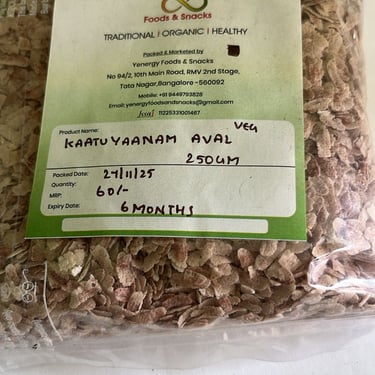 Foods & Snacks
TRADITIONAL | ORGANIC | HEALTHY
Packed & Marketed by
Yenergy Foods & Snacks
No 94/2, 10th Main Road, RMV 2nd Stage,
Tata Nagar, Bangalore -560092
Mobile: +91 9449793828
Email: yenergyfoodsandsnacks@gmail.com
fssai 11225331001467
Product Name: KAATUYAANAM AVAL VEG
250GM
Packed Date: 27/11/25
Quantity:
MRP: 60/-
Expiry Date: 6 MONTHS